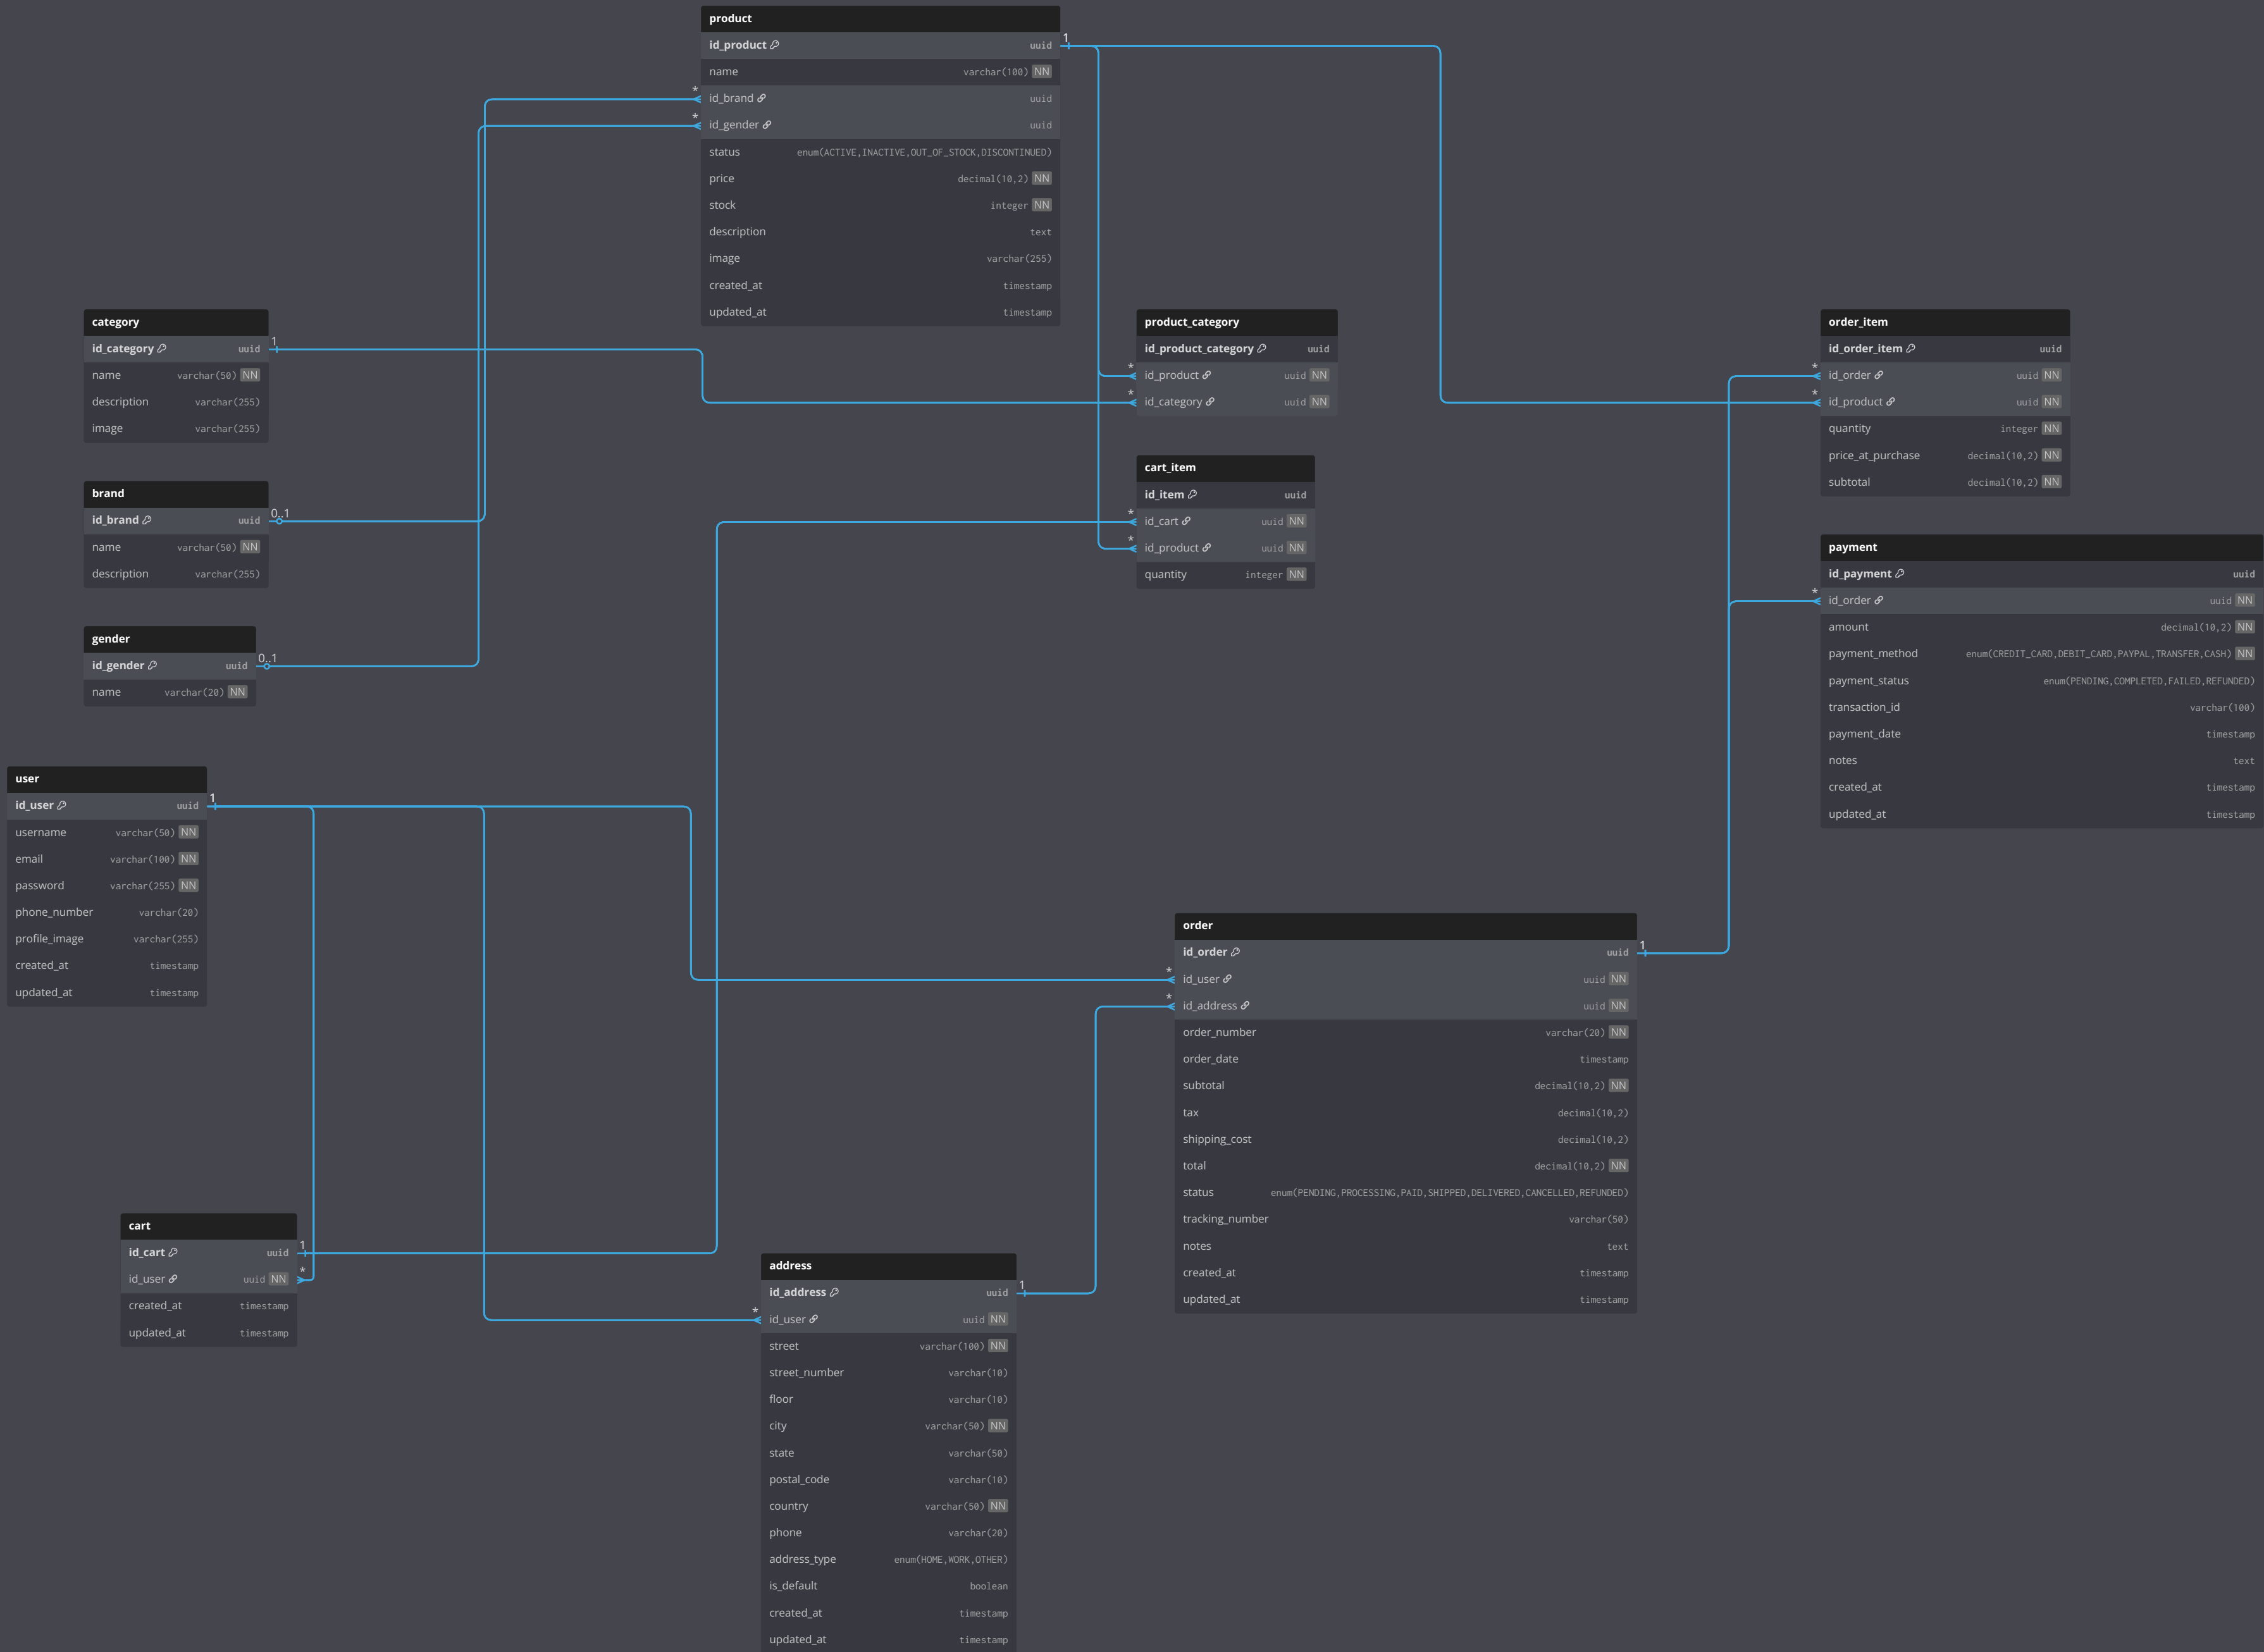 product
id_product uuid
name varchar(100) NN
id_brand uuid
id_gender uuid
status enum(ACTIVE,INACTIVE,OUT_OF_STOCK,DISCONTINUED)
price decimal(10,2) NN
stock integer NN
description text
image varchar(255)
created_at timestamp
updated_at timestamp
1
*
*
category
id_category uuid
name varchar(50) NN
description varchar(255)
image varchar(255)
1
product_category
id_product_category uuid
id_product uuid NN
id_category uuid NN
*
*
order_item
id_order_item uuid
id_order uuid NN
id_product uuid NN
quantity integer NN
price_at_purchase decimal(10,2) NN
subtotal decimal(10,2) NN
*
*
brand
id_brand uuid
name varchar(50) NN
description varchar(255)
0..1
cart_item
id_item uuid
id_cart uuid NN
id_product uuid NN
quantity integer NN
*
*
payment
id_payment uuid
id_order uuid NN
amount decimal(10,2) NN
payment_method enum(CREDIT_CARD,DEBIT_CARD,PAYPAL,TRANSFER,CASH) NN
payment_status enum(PENDING,COMPLETED,FAILED,REFUNDED)
transaction_id varchar(100)
payment_date timestamp
notes text
created_at timestamp
updated_at timestamp
*
gender
id_gender uuid
name varchar(20) NN
0..1
user
id_user uuid
username varchar(50) NN
email varchar(100) NN
password varchar(255) NN
phone_number varchar(20)
profile_image varchar(255)
created_at timestamp
updated_at timestamp
1
order
id_order uuid
id_user uuid NN
id_address uuid NN
order_number varchar(20) NN
order_date timestamp
subtotal decimal(10,2) NN
tax decimal(10,2)
shipping_cost decimal(10,2)
total decimal(10,2) NN
status enum(PENDING,PROCESSING,PAID,SHIPPED,DELIVERED,CANCELLED,REFUNDED)
tracking_number varchar(50)
notes text
created_at timestamp
updated_at timestamp
1
*
*
cart
id_cart uuid
id_user uuid NN
created_at timestamp
updated_at timestamp
1
*
address
id_address uuid
id_user uuid NN
street varchar(100) NN
street_number varchar(10)
floor varchar(10)
city varchar(50) NN
state varchar(50)
postal_code varchar(10)
country varchar(50) NN
phone varchar(20)
address_type enum(HOME,WORK,OTHER)
is_default boolean
created_at timestamp
updated_at timestamp
1
*